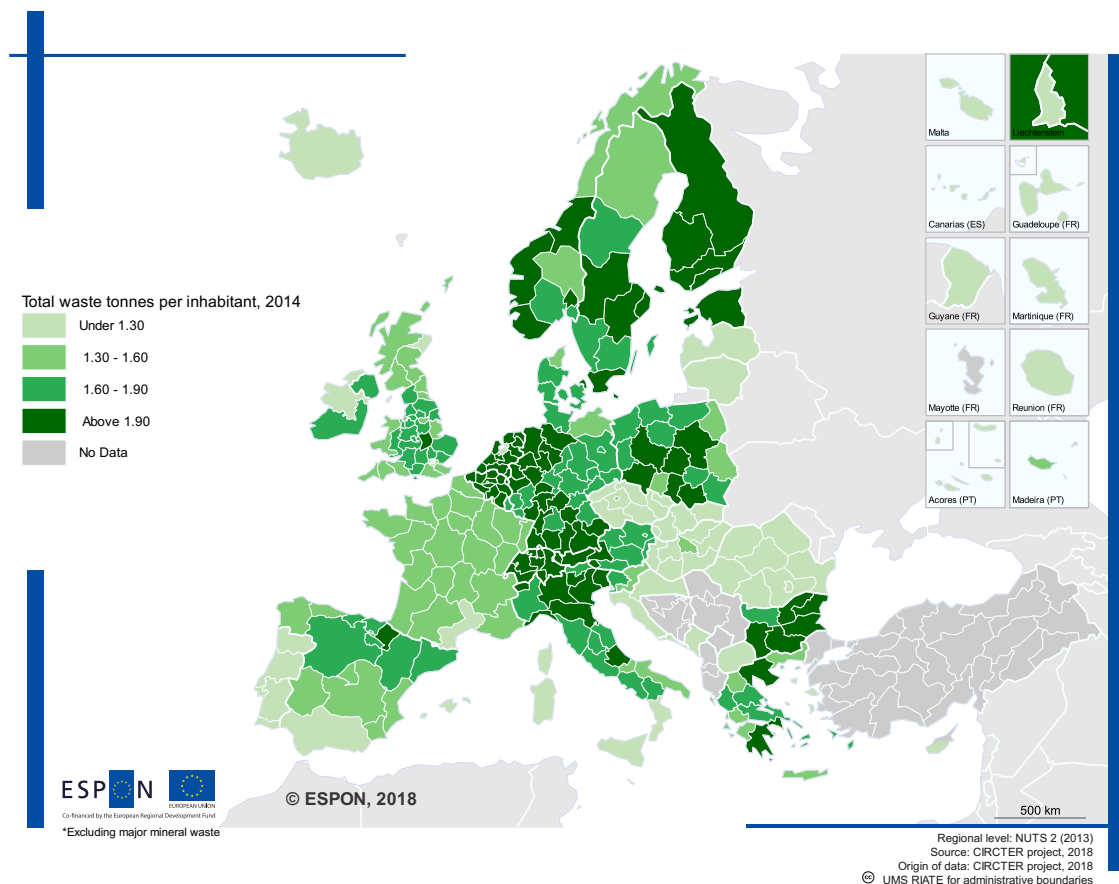 Total waste tonnes per inhabitant, 2014
Under 1.30
1.30 - 1.60
1.60 - 1.90
Above 1.90
No Data
Malta
Liechtenstein
Canarias (ES)
Guadeloupe (FR)
Guyane (FR)
Martinique (FR)
Mayotte (FR)
Reunion (FR)
Acores (PT)
Madeira (PT)
ESPON
EUROPEAN UNION
Co-financed by the European Regional Development Fund
*Excluding major mineral waste
© ESPON, 2018
500 km
Regional level: NUTS 2 (2013)
Source: CIRCTER project, 2018
Origin of data: CIRCTER project, 2018
cc UMS RIATE for administrative boundaries